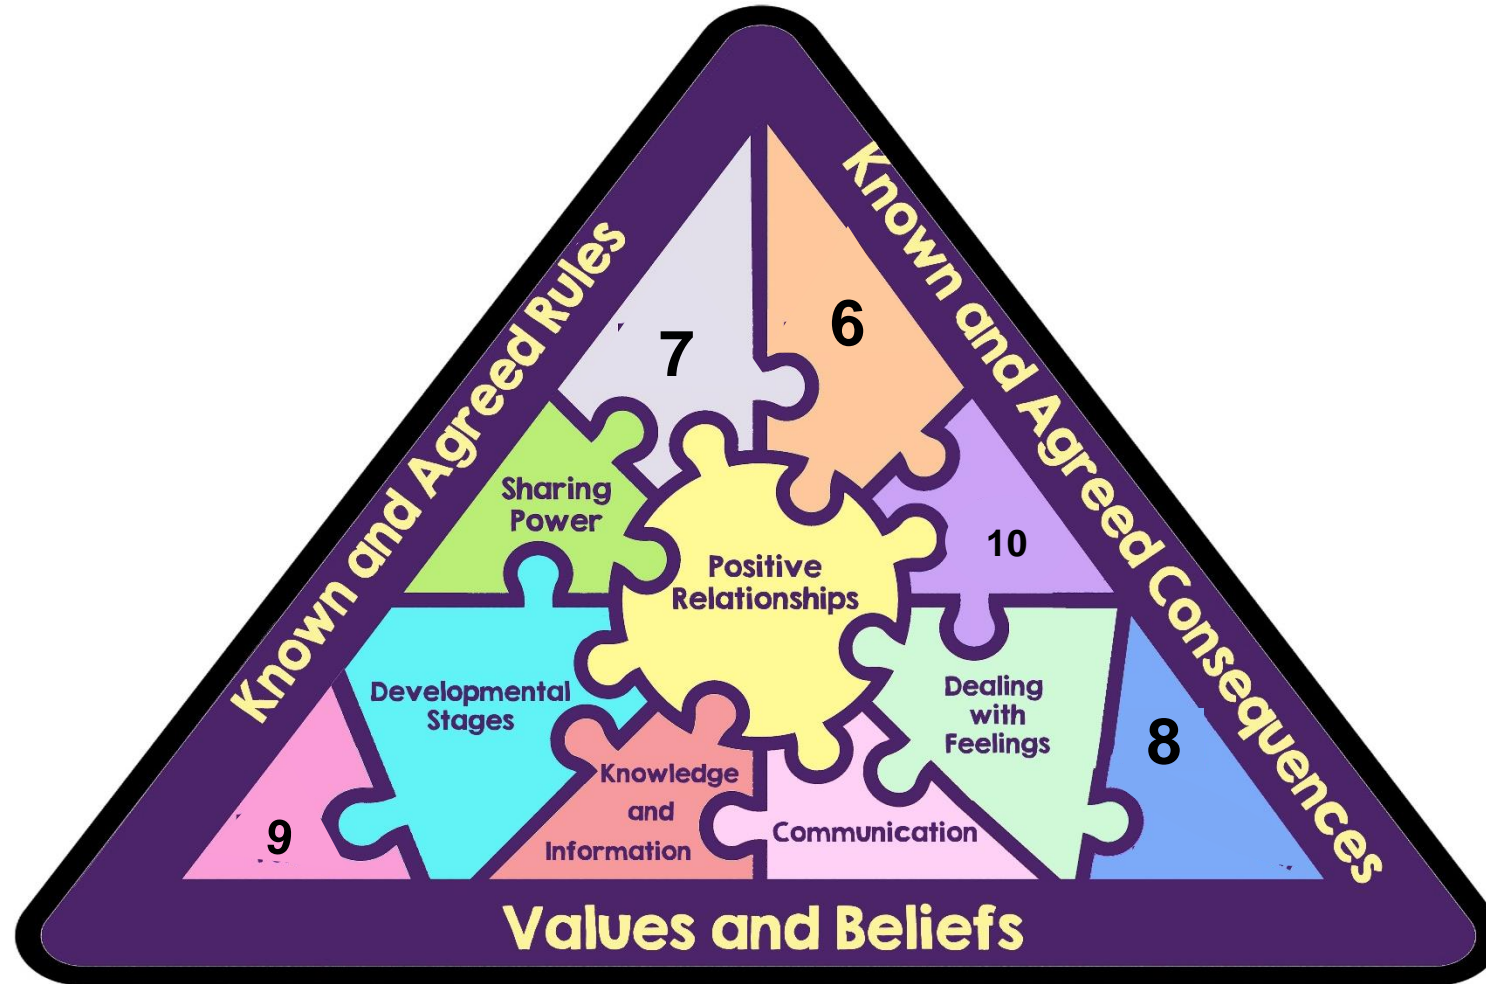 Known and Agreed Rules
Known and Agreed Consequences
7
6
Sharing
Power
10
Positive
Relationships
Developmental
Stages
Dealing
with
Feelings
8
9
Knowledge
and
Information
Communication
Values and Beliefs